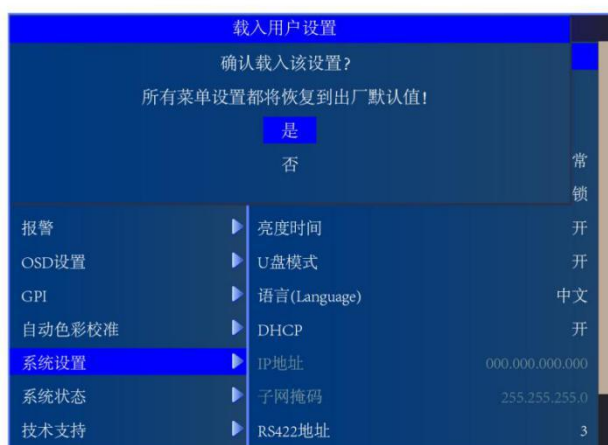 载入用户设置
确认载入该设置?
所有菜单设置都将恢复到出厂默认值!
是
否
常
锁
报警 亮度时间 开
OSD设置 U盘模式 开
GPI 语言(Language) 中文
自动色彩校准 DHCP 开
系统设置 IP地址 000.000.000.000
系统状态 子网掩码 255.255.255.0
技术支持 RS422地址 3